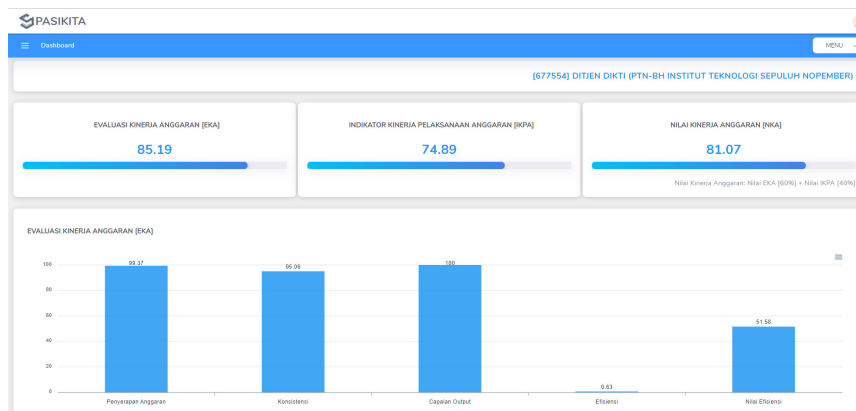 PASIKITA
Dashboard
MENU
[677554] DITJEN DIKTI (PTN-BH INSTITUT TEKNOLOGI SEPULUH NOPEMBER)
EVALUASI KINERJA ANGGARAN [EKA]
85.19
INDIKATOR KINERJA PELAKSANAAN ANGGARAN [IKPA]
74.89
NILAI KINERJA ANGGARAN [NKA]
81.07
Nilai Kinerja Anggaran: Nilai EKA [60%] + Nilai IKPA [40%]
EVALUASI KINERJA ANGGARAN [EKA]
100
80
60
40
20
0
99.37
95.06
100
0.63
51.58
Penyerapan Anggaran
Konsistensi
Capaian Output
Efisiensi
Nilai Efisiensi